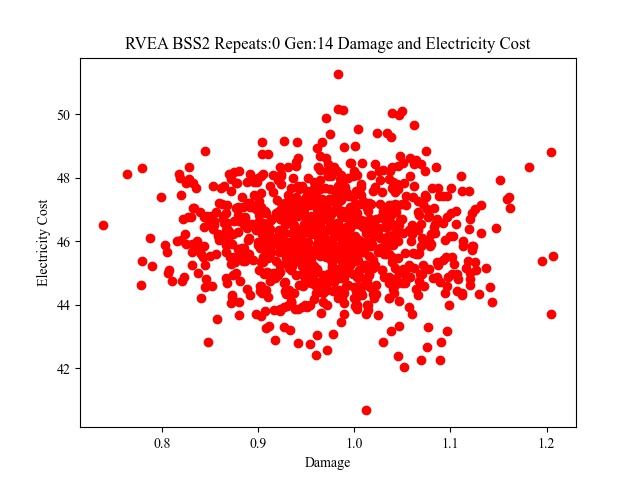 RVEA BSS2 Repeats:0 Gen:14 Damage and Electricity Cost
50
48
46
44
42
Electricity Cost
0.8 0.9 1.0 1.1 1.2
Damage